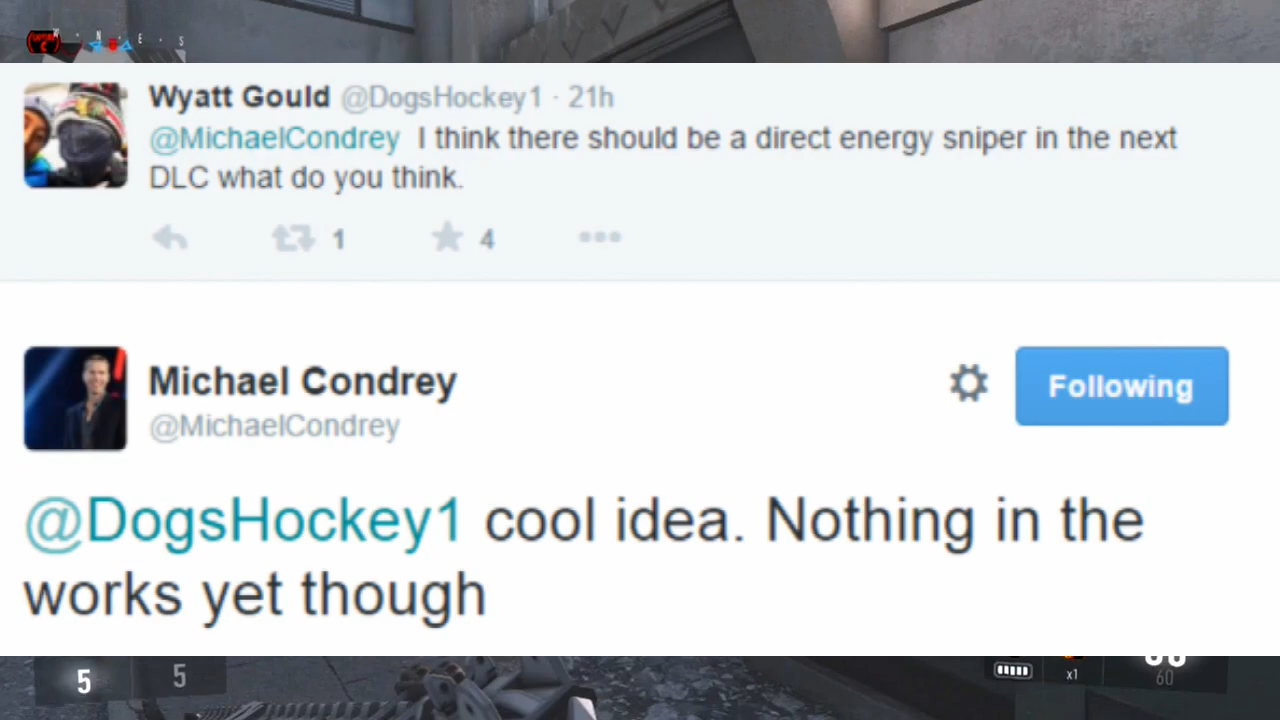 W · N · E · S
Wyatt Gould @DogsHockey1 · 21h
@MichaelCondrey I think there should be a direct energy sniper in the next
DLC what do you think.
1 4
Michael Condrey
@MichaelCondrey
Following
@DogsHockey1 cool idea. Nothing in the
works yet though
5 5
x1 60